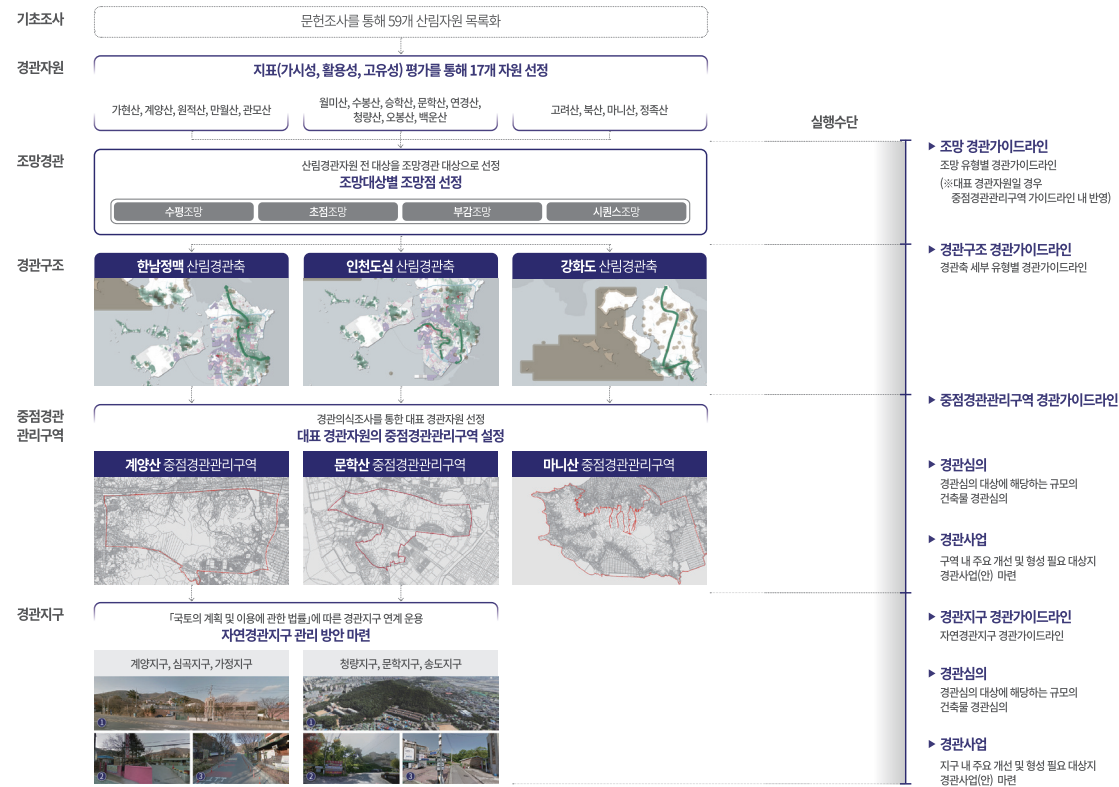 기초조사
문헌조사를 통해 59개 산림자원 목록화
경관자원
지표(가시성, 활용성, 고유성) 평가를 통해 17개 자원 선정
가현산, 계양산, 원적산, 만월산, 관모산
월미산, 수봉산, 승학산, 문학산, 연경산,
청량산, 오봉산, 백운산
고려산, 북산, 마니산, 정족산
조망경관
산림경관자원 전 대상을 조망경관 대상으로 선정
조망대상별 조망점 선정
수평조망
초점조망
부감조망
시퀀스조망
경관구조
한남정맥 산림경관축
인천도심 산림경관축
강화도 산림경관축
중점경관
관리구역
경관의식조사를 통한 대표 경관자원 선정
대표 경관자원의 중점경관관리구역 설정
계양산 중점경관관리구역
문학산 중점경관관리구역
마니산 중점경관관리구역
경관지구
「국토의 계획 및 이용에 관한 법률」에 따른 경관지구 연계 운용
자연경관지구 관리 방안 마련
계양지구, 심곡지구, 가정지구
1
2
3
청량지구, 문학지구, 송도지구
1
2
3
실행수단
▶ 조망 경관가이드라인
조망 유형별 경관가이드라인
(※대표 경관자원일 경우
중점경관관리구역 가이드라인 내 반영)
▶ 경관구조 경관가이드라인
경관축 세부 유형별 경관가이드라인
▶ 중점경관관리구역 경관가이드라인
▶ 경관심의
경관심의 대상에 해당하는 규모의
건축물 경관심의
▶ 경관사업
구역 내 주요 개선 및 형성 필요 대상지
경관사업(안) 마련
▶ 경관지구 경관가이드라인
자연경관지구 경관가이드라인
▶ 경관심의
경관심의 대상에 해당하는 규모의
건축물 경관심의
▶ 경관사업
지구 내 주요 개선 및 형성 필요 대상지
경관사업(안) 마련